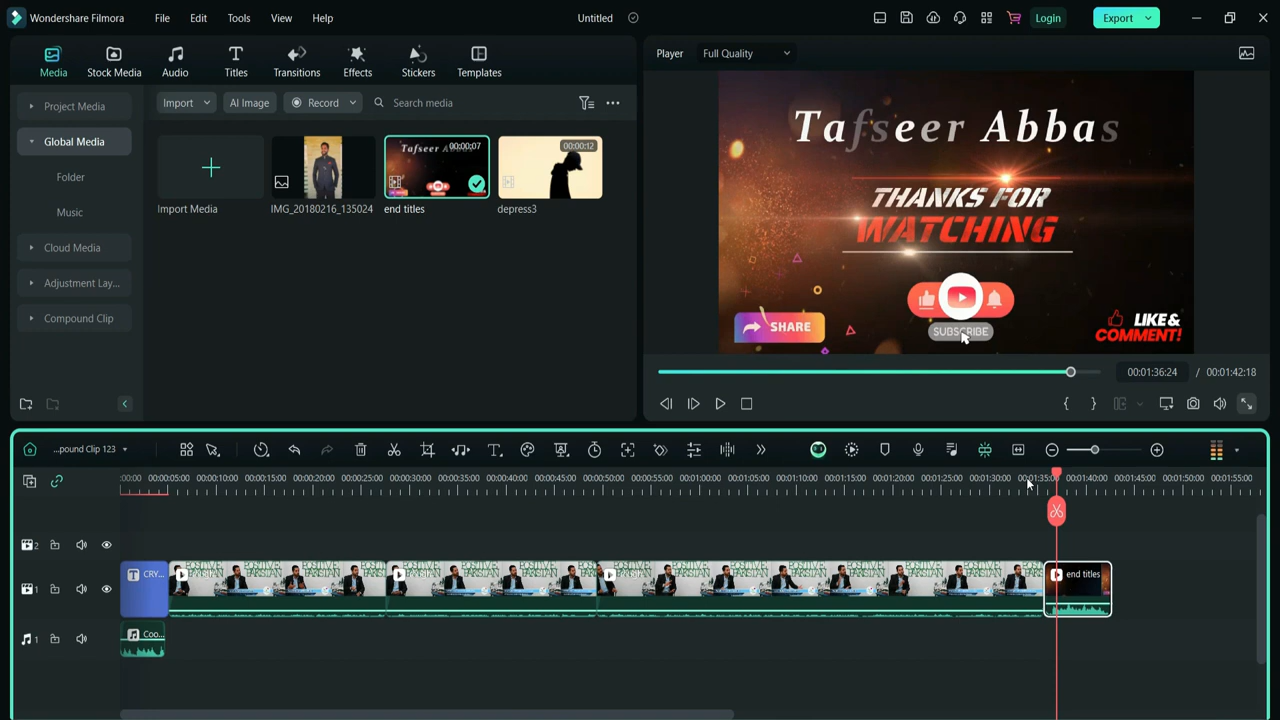 Wondershare Filmora File Edit Tools View Help Untitled Login Export
Media Stock Media Audio Titles Transitions Effects Stickers Templates
Player Full Quality
Project Media
Global Media
Folder
Music
Cloud Media
Adjustment Lay...
Compound Clip
Import AI Image Record Search media
Import Media
IMG_20180216_135024
00:00:07
end titles
00:00:12
depress3
Tafseer Abbas
THANKS FOR
WATCHING
SHARE
SUBSCRIBE
LIKE &
COMMENT!
00:01:36:24 / 00:01:42:18
...pound Clip 123
:00:00 00:00:05:00 00:00:10:00 00:00:15:00 00:00:20:00 00:00:25:00 00:00:30:00 00:00:35:00 00:00:40:00 00:00:45:00 00:00:50:00 00:00:55:00 00:01:00:00 00:01:05:00 00:01:10:00 00:01:15:00 00:01:20:00 00:01:25:00 00:01:30:00 00:01:35:00 00:01:40:00 00:01:45:00 00:01:50:00 00:01:55:00
2
1 CRY... end titles
1 Coo...